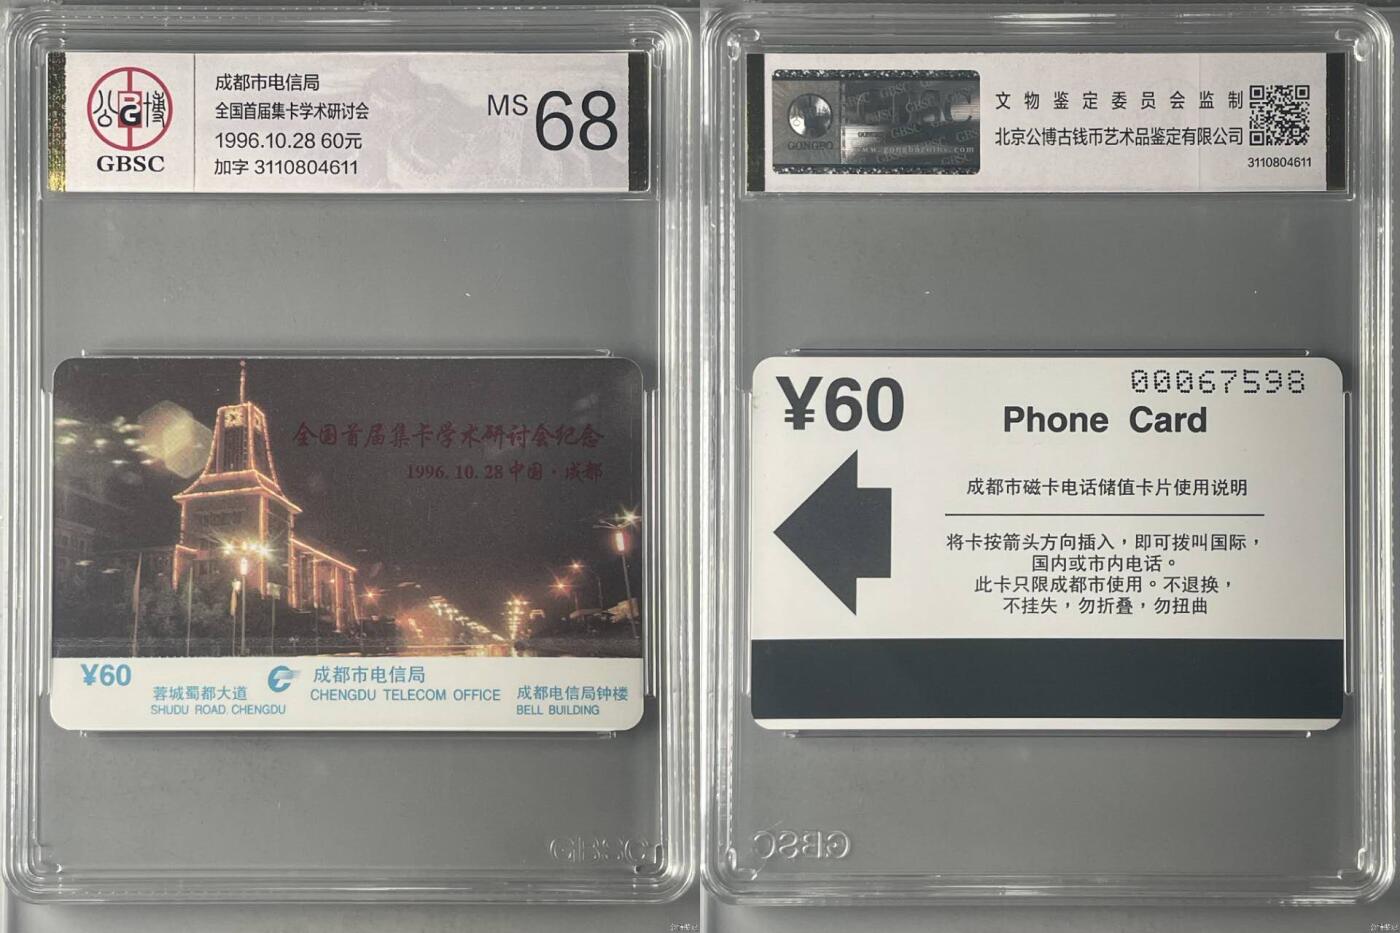 公博
BGC
GBSC
成都市电信局
全国首届集卡学术研讨会
1996.10.28 60元
加字 3110804611
MS 68
全国首届集卡学术研讨会纪念
1996.10.28 中国·成都
¥60
蓉城蜀都大道
SHUDU ROAD. CHENGDU
成都市电信局
CHENGDU TELECOM OFFICE
成都电信局钟楼
BELL BUILDING
GBSC
GONGBO
GBSC
www.gongbocoins.com
文物鉴定委员会监制
北京公博古钱币艺术品鉴定有限公司
3110804611
¥60
00067598
Phone Card
成都市磁卡电话储值卡片使用说明
将卡按箭头方向插入，即可拨叫国际，
国内或市内电话。
此卡只限成都市使用。不退换，
不挂失，勿折叠，勿扭曲
GBSC